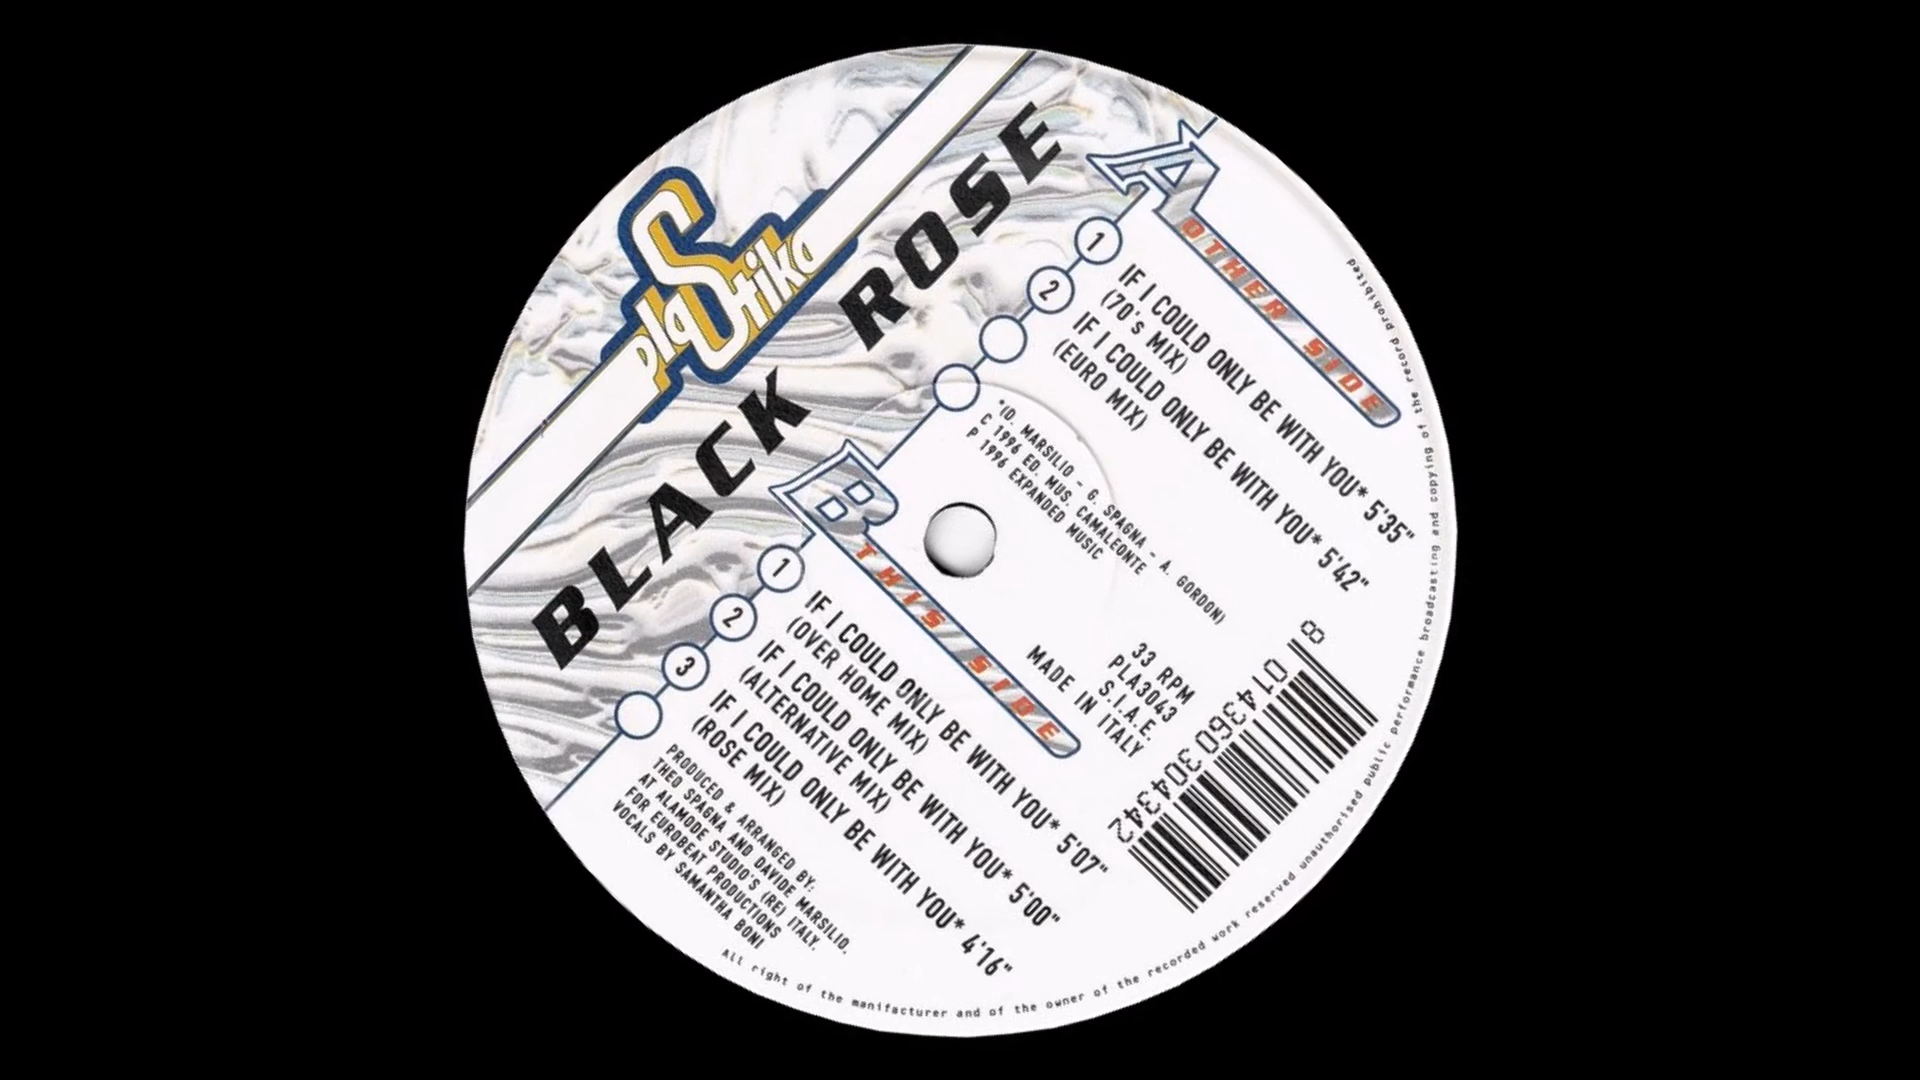 plaStika
BLACK ROSE
A OTHER SIDE
1
IF I COULD ONLY BE WITH YOU* 5'35"
(70's MIX)
2
IF I COULD ONLY BE WITH YOU* 5'42"
(EURO MIX)
*(D. MARSILIO - G. SPAGNA - A. GORDON)
C 1996 ED. MUS. CAMALEONTE
P 1996 EXPANDED MUSIC
B THIS SIDE
1
IF I COULD ONLY BE WITH YOU* 5'07"
(OVER HOME MIX)
2
IF I COULD ONLY BE WITH YOU* 5'00"
(ALTERNATIVE MIX)
3
IF I COULD ONLY BE WITH YOU* 4'16"
(ROSE MIX)
33 RPM
PLA3043
S.I.A.E.
MADE IN ITALY
8 014360 304342
PRODUCED & ARRANGED BY:
THEO SPAGNA AND DAVIDE MARSILIO.
AT ALAMODE STUDIO'S (RE) ITALY.
FOR EUROBEAT PRODUCTIONS
VOCALS BY SAMANTHA BONI
All right of the manifacturer and of the owner of the recorded work reserved unauthorised public performance broadcasting and copying of the record prohibited